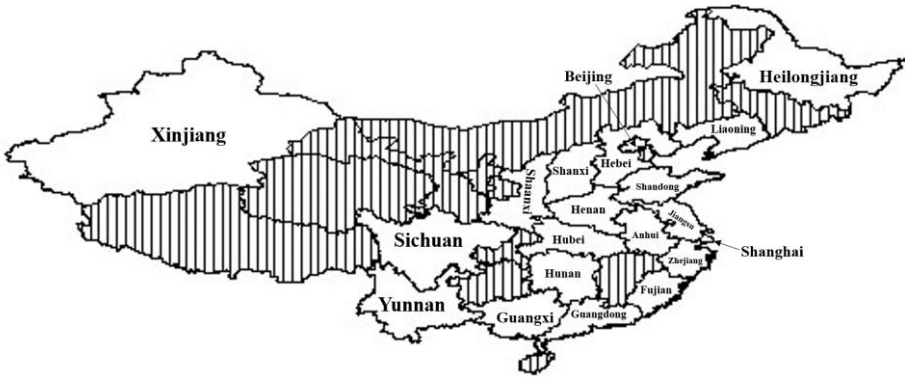 Beijing
Heilongjiang
Xinjiang
Liaoning
Hebei
Shanxi
Shaanxi
Shandong
Henan
Jiangsu
Sichuan
Hubei
Anhui
Shanghai
Zhejiang
Hunan
Fujian
Yunnan
Guangxi
Guangdong